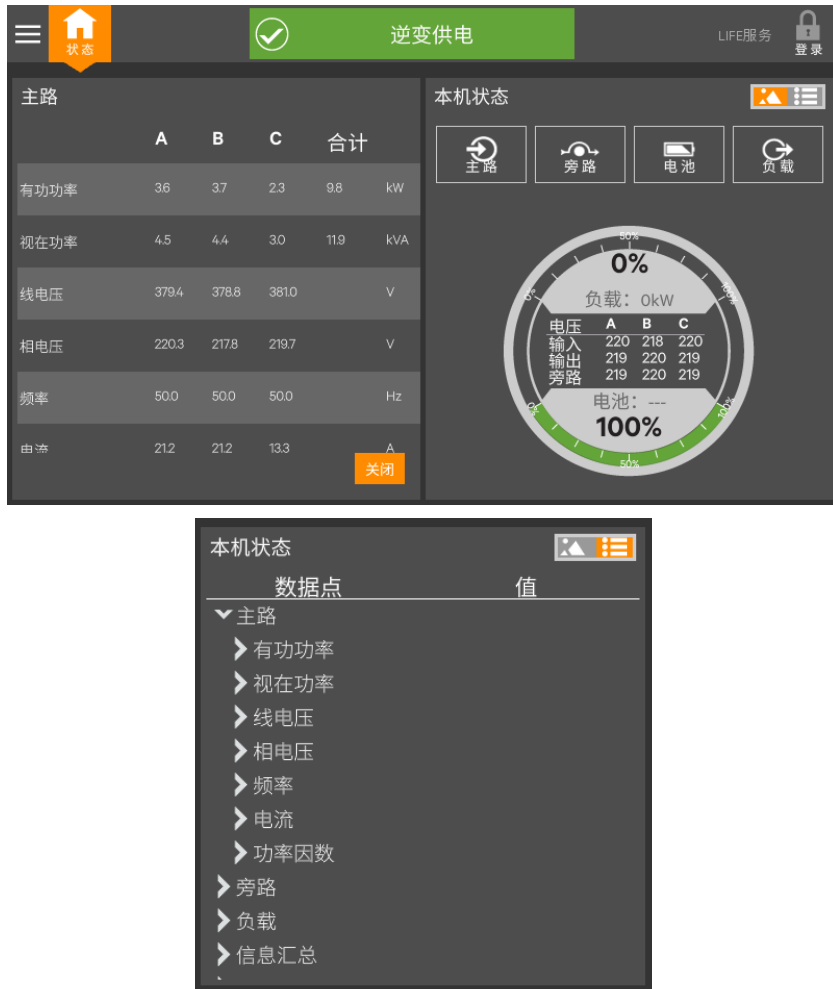 状态
逆变供电
LIFE服务
登录
主路
A B C 合计
有功功率 3.6 3.7 2.3 9.8 kW
视在功率 4.5 4.4 3.0 11.9 kVA
线电压 379.4 378.8 381.0 V
相电压 220.3 217.8 219.7 V
频率 50.0 50.0 50.0 Hz
电流 21.2 21.2 13.3 A
关闭
本机状态
主路 旁路 电池 负载
50%
0%
0% 100%
负载：0kW
电压 A B C
输入 220 218 220
输出 219 220 219
旁路 219 220 219
电池：---
0% 100%
100%
50%
本机状态
数据点 值
主路
有功功率
视在功率
线电压
相电压
频率
电流
功率因数
旁路
负载
信息汇总